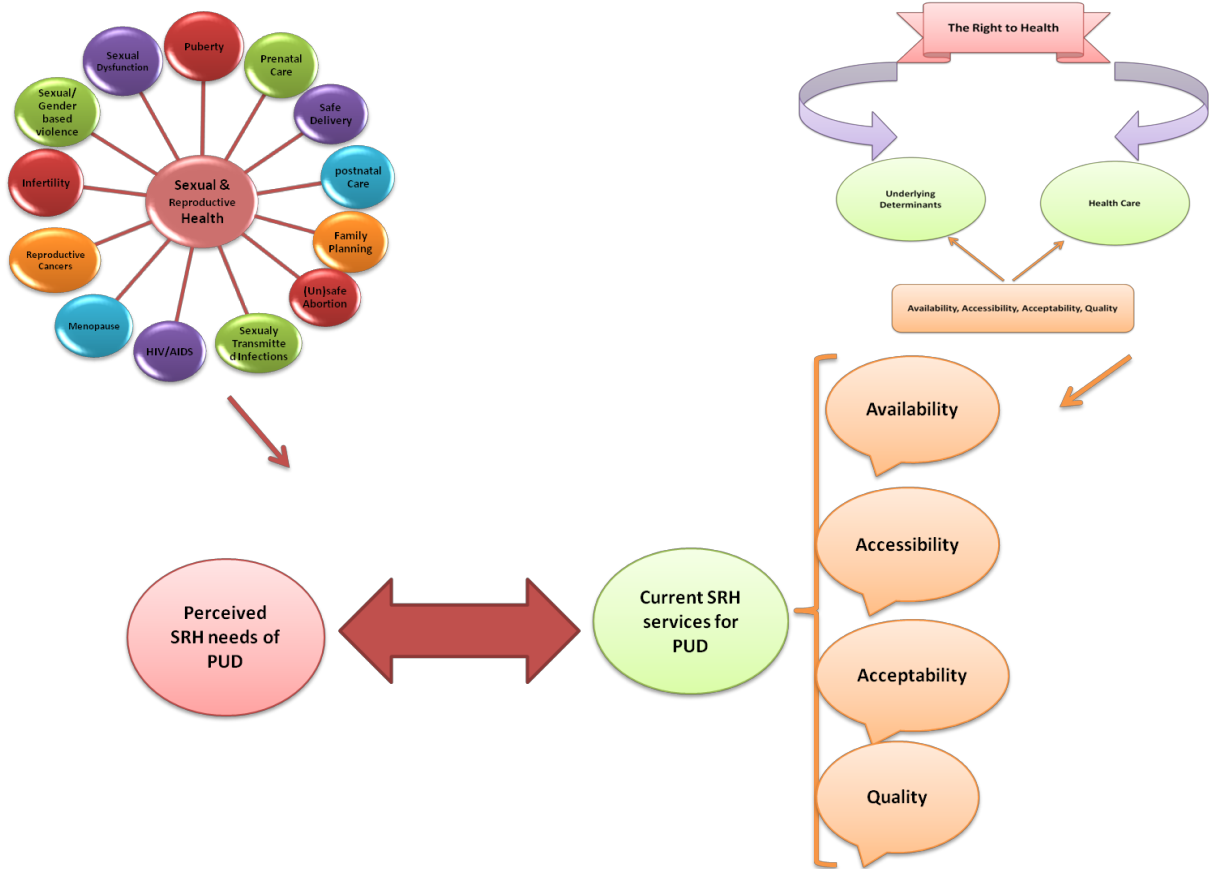 Sexual
Dysfunction
Puberty
Prenatal
Care
Safe
Delivery
postnatal
Care
Family
Planning
(Un)safe
Abortion
Sexualy
Transmitte
d Infections
HIV/AIDS
Menopause
Reproductive
Cancers
Infertility
Sexual/
Gender
based
violence
Sexual &
Reproductive
Health
The Right to Health
Underlying
Determinants
Health Care
Availability, Accessibility, Acceptability, Quality
Perceived
SRH needs of
PUD
Current SRH
services for
PUD
Availability
Accessibility
Acceptability
Quality